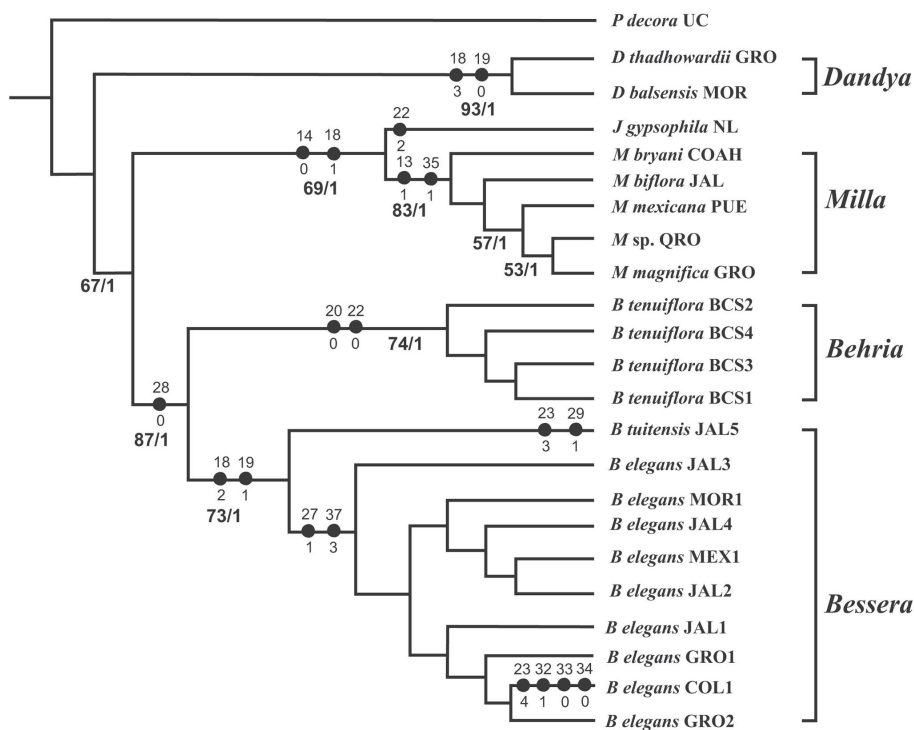 P decora UC
18 19
D thadhowardii GRO
3 0
Dandya
93/1
D balsensis MOR
22
J gypsophila NL
2
14 18
0 1
69/1
13 35
1 1
83/1
M bryani COAH
M biflora JAL
Milla
M mexicana PUE
57/1
M sp. QRO
53/1
M magnifica GRO
67/1
B tenuiflora BCS2
20 22
0 0
74/1
B tenuiflora BCS4
Behria
B tenuiflora BCS3
B tenuiflora BCS1
28
0
87/1
23 29
B tuitensis JAL5
3 1
18 19
2 1
73/1
B elegans JAL3
B elegans MOR1
27 37
1 3
B elegans JAL4
B elegans MEX1
B elegans JAL2
Bessera
B elegans JAL1
B elegans GRO1
23 32 33 34
B elegans COL1
4 1 0 0
B elegans GRO2